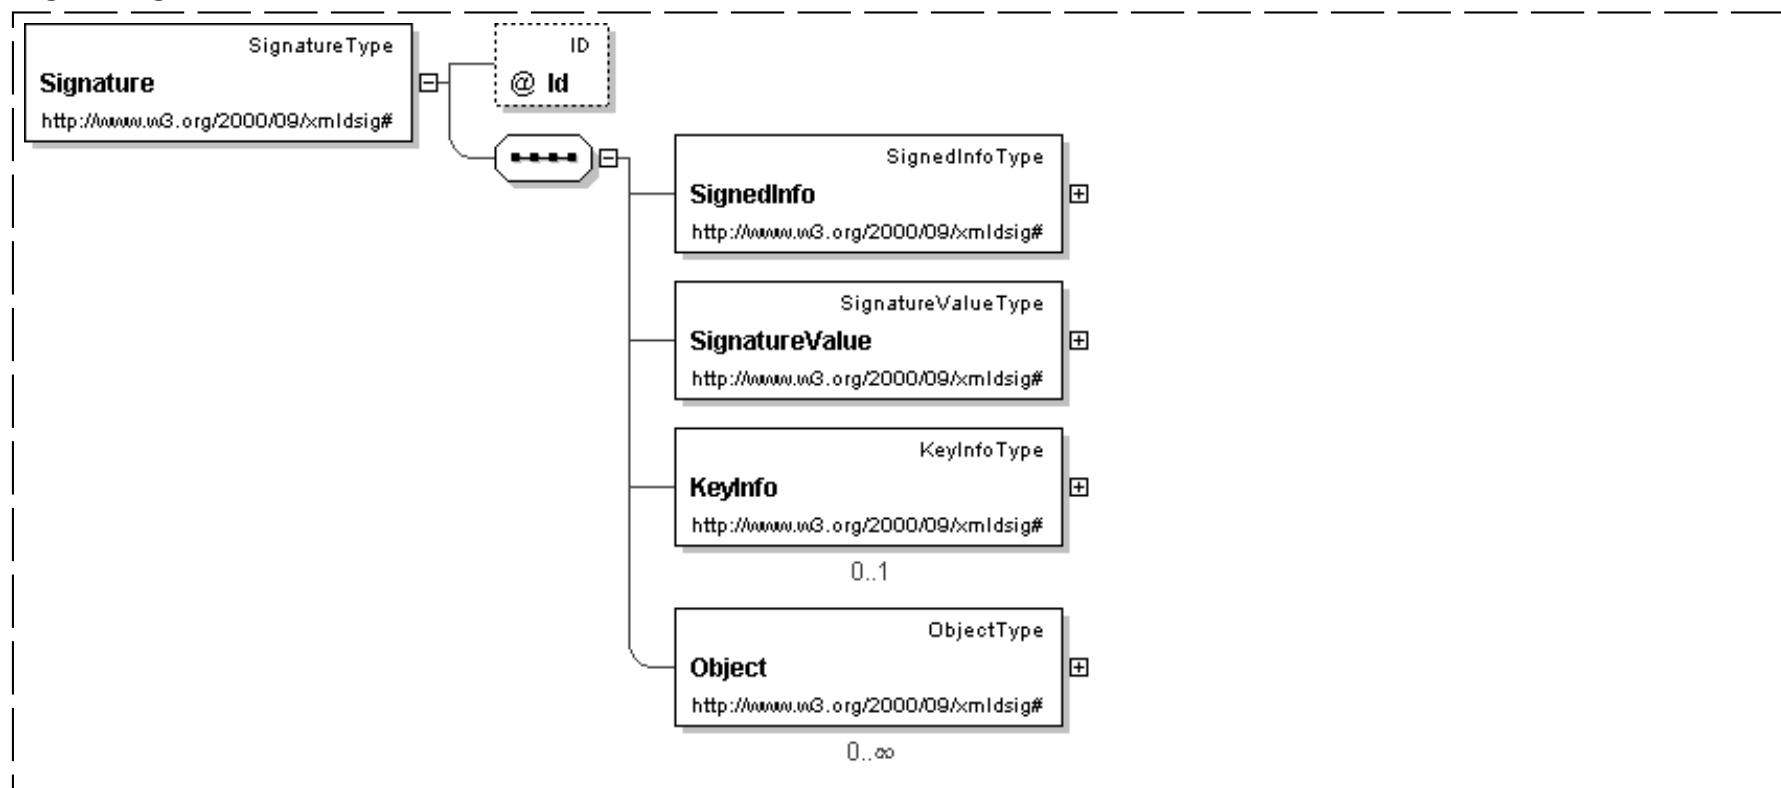 SignatureType
Signature
http://www.w3.org/2000/09/xmldsig#
ID
@ Id
SignedInfoType
SignedInfo
http://www.w3.org/2000/09/xmldsig#
SignatureValueType
SignatureValue
http://www.w3.org/2000/09/xmldsig#
KeyInfoType
KeyInfo
http://www.w3.org/2000/09/xmldsig#
0..1
ObjectType
Object
http://www.w3.org/2000/09/xmldsig#
0..∞